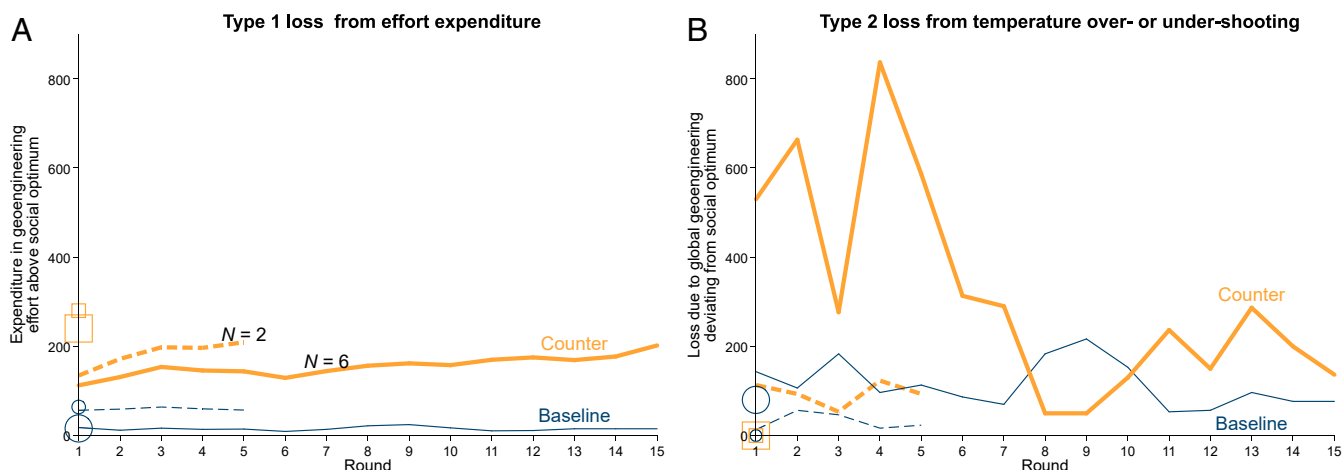 A
Type 1 loss from effort expenditure
Expenditure in geoengineering
effort above social optimum
800
600
400
200
0
N = 2
N = 6
Counter
Baseline
1 2 3 4 5 6 7 8 9 10 11 12 13 14 15
Round
B
Type 2 loss from temperature over- or under-shooting
Loss due to global geoengineering
deviating from social optimum
800
600
400
200
0
Counter
Baseline
1 2 3 4 5 6 7 8 9 10 11 12 13 14 15
Round